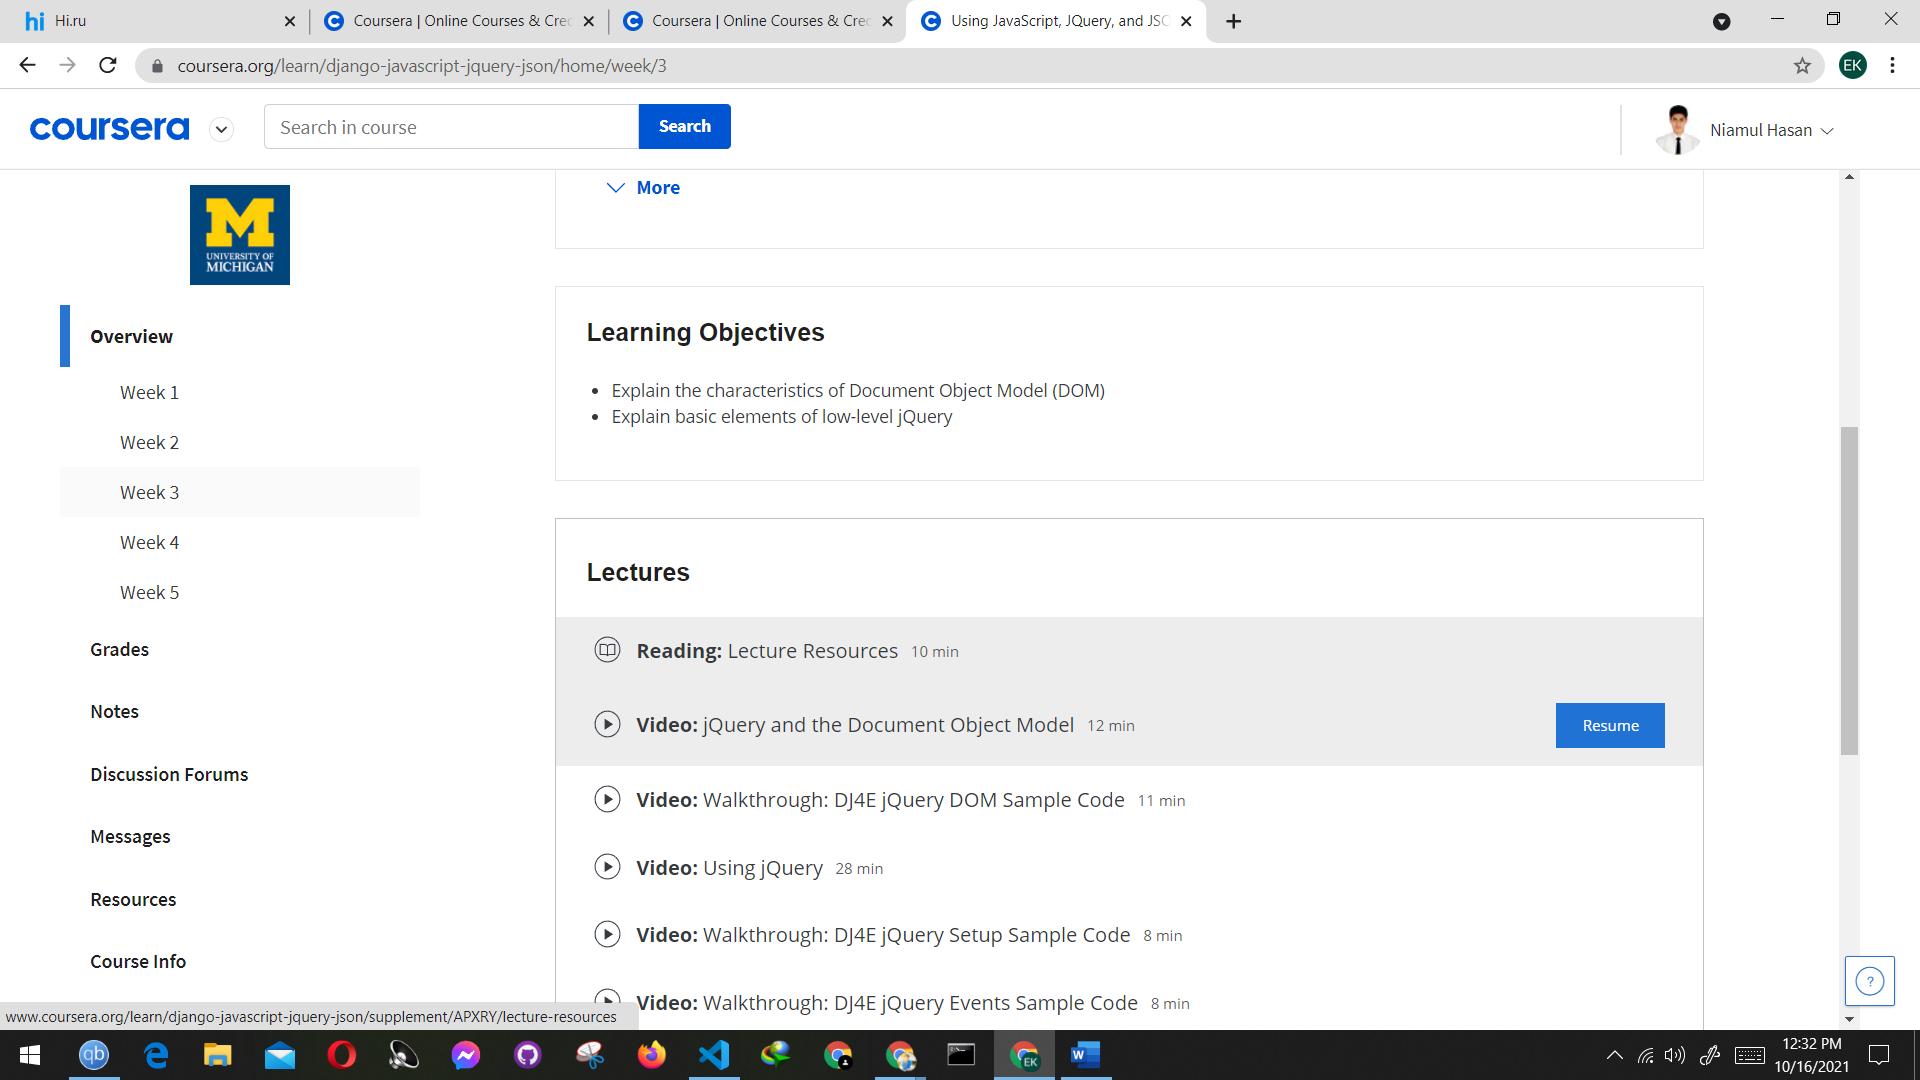 Hi.ru
Coursera | Online Courses & Cre
Coursera | Online Courses & Cre
Using JavaScript, JQuery, and JSO
coursera.org/learn/django-javascript-jquery-json/home/week/3
EK
coursera
Search in course
Search
Niamul Hasan
M
UNIVERSITY OF
MICHIGAN
Overview
Week 1
Week 2
Week 3
Week 4
Week 5
Grades
Notes
Discussion Forums
Messages
Resources
Course Info
More
Learning Objectives
Explain the characteristics of Document Object Model (DOM)
Explain basic elements of low-level jQuery
Lectures
Reading: Lecture Resources 10 min
Video: jQuery and the Document Object Model 12 min
Resume
Video: Walkthrough: DJ4E jQuery DOM Sample Code 11 min
Video: Using jQuery 28 min
Video: Walkthrough: DJ4E jQuery Setup Sample Code 8 min
Video: Walkthrough: DJ4E jQuery Events Sample Code 8 min
?
www.coursera.org/learn/django-javascript-jquery-json/supplement/APXRY/lecture-resources
12:32 PM
10/16/2021